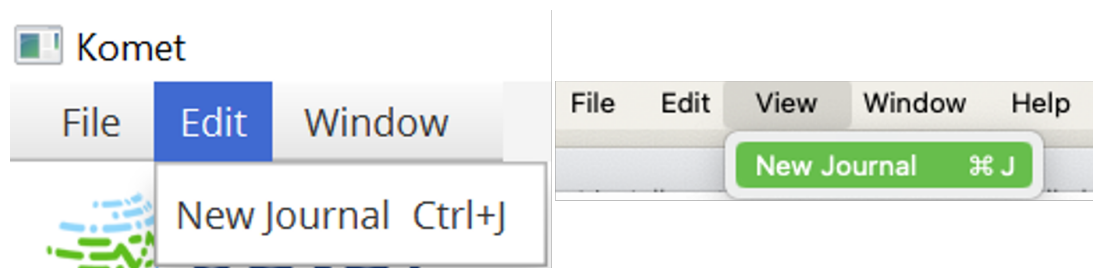 Komet
File Edit Window
New Journal Ctrl+J
File Edit View Window Help
New Journal ⌘ J